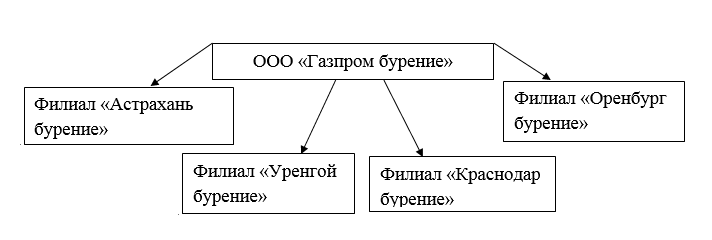 ООО «Газпром бурение»
Филиал «Астрахань
бурение»
Филиал «Оренбург
бурение»
Филиал «Уренгой
бурение»
Филиал «Краснодар
бурение»